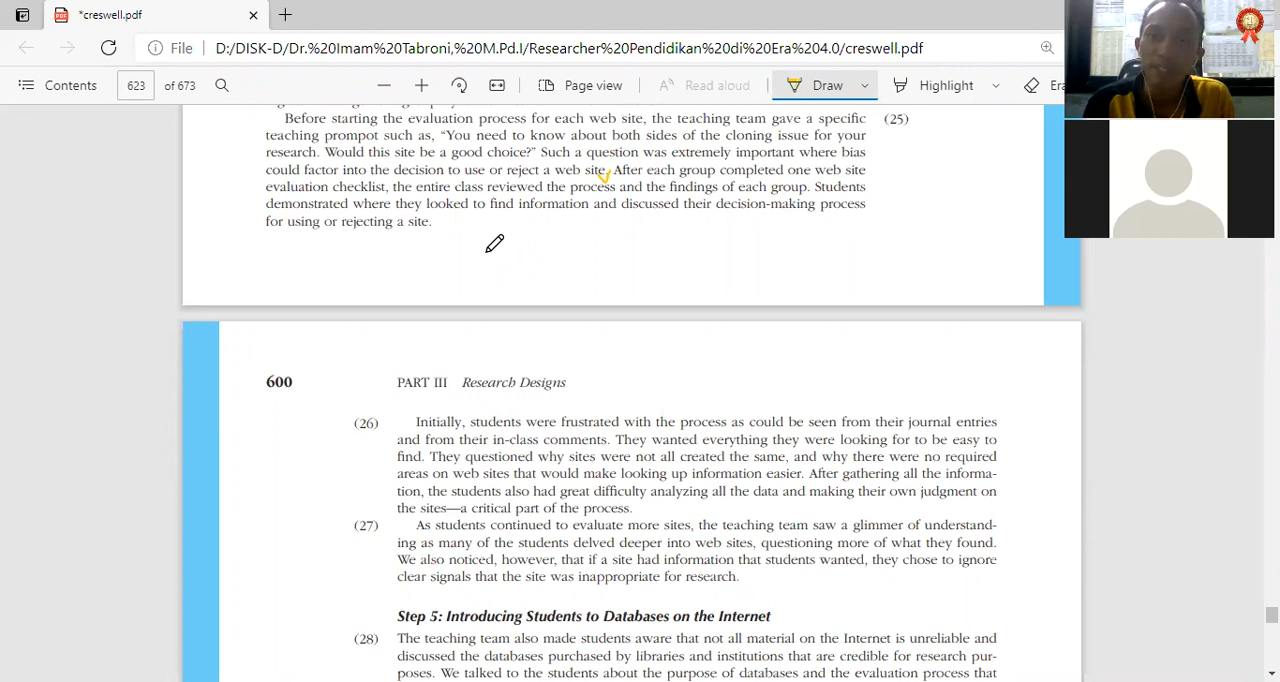 *creswell.pdf
File D:/DISK-D/Dr.%20Imam%20Tabroni,%20M.Pd.I/Researcher%20Pendidikan%20di%20Era%204.0/creswell.pdf
Contents 623 of 673 Page view Read aloud Draw Highlight Era
Before starting the evaluation process for each web site, the teaching team gave a specific (25)
teaching prompt such as, “You need to know about both sides of the cloning issue for your
research. Would this site be a good choice?” Such a question was extremely important where bias
could factor into the decision to use or reject a web site. After each group completed one web site
evaluation checklist, the entire class reviewed the process and the findings of each group. Students
demonstrated where they looked to find information and discussed their decision-making process
for using or rejecting a site.
600 PART III Research Designs
(26) Initially, students were frustrated with the process as could be seen from their journal entries
and from their in-class comments. They wanted everything they were looking for to be easy to
find. They questioned why sites were not all created the same, and why there were no required
areas on web sites that would make looking up information easier. After gathering all the informa-
tion, the students also had great difficulty analyzing all the data and making their own judgment on
the sites—a critical part of the process.
(27) As students continued to evaluate more sites, the teaching team saw a glimmer of understand-
ing as many of the students delved deeper into web sites, questioning more of what they found.
We also noticed, however, that if a site had information that students wanted, they chose to ignore
clear signals that the site was inappropriate for research.
Step 5: Introducing Students to Databases on the Internet
(28) The teaching team also made students aware that not all material on the Internet is unreliable and
discussed the databases purchased by libraries and institutions that are credible for research pur-
poses. We talked to the students about the purpose of databases and the evaluation process that